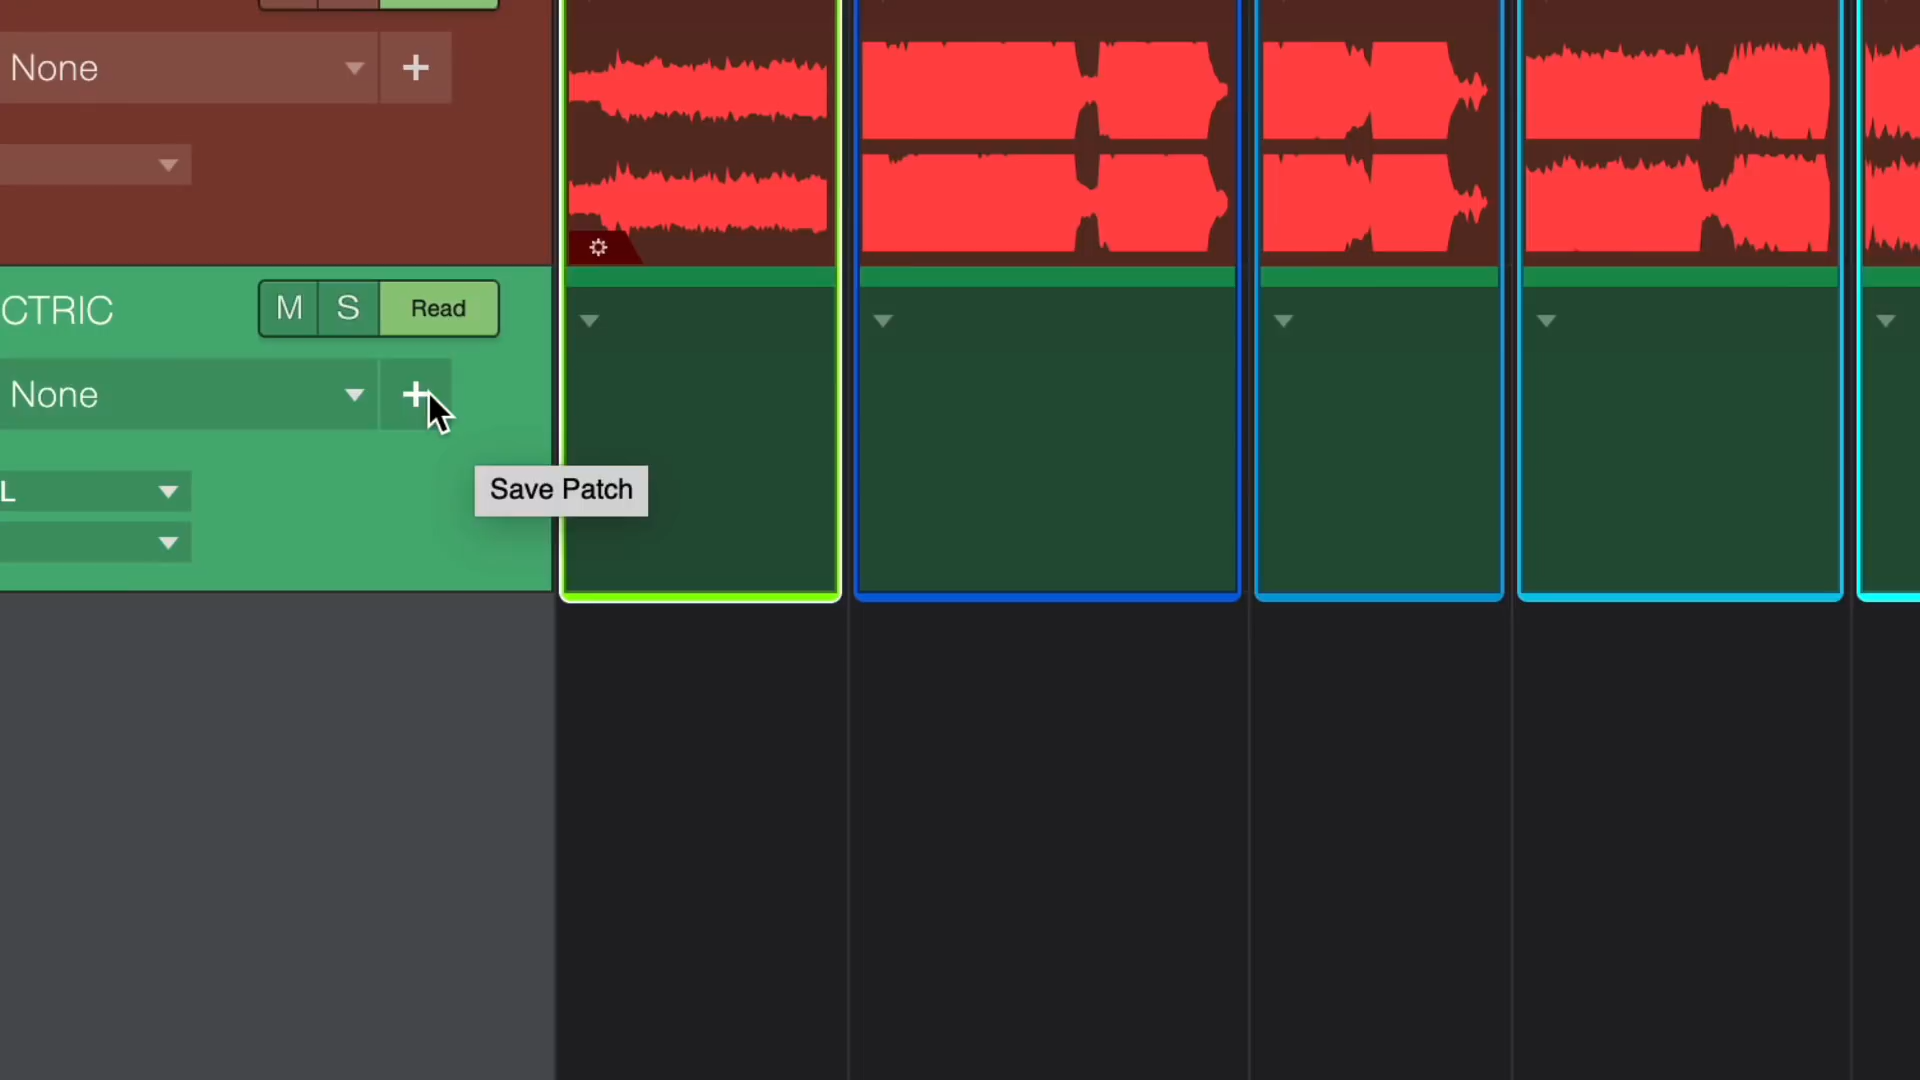 None
+
CTRIC
M S Read
None
+
L
Save Patch